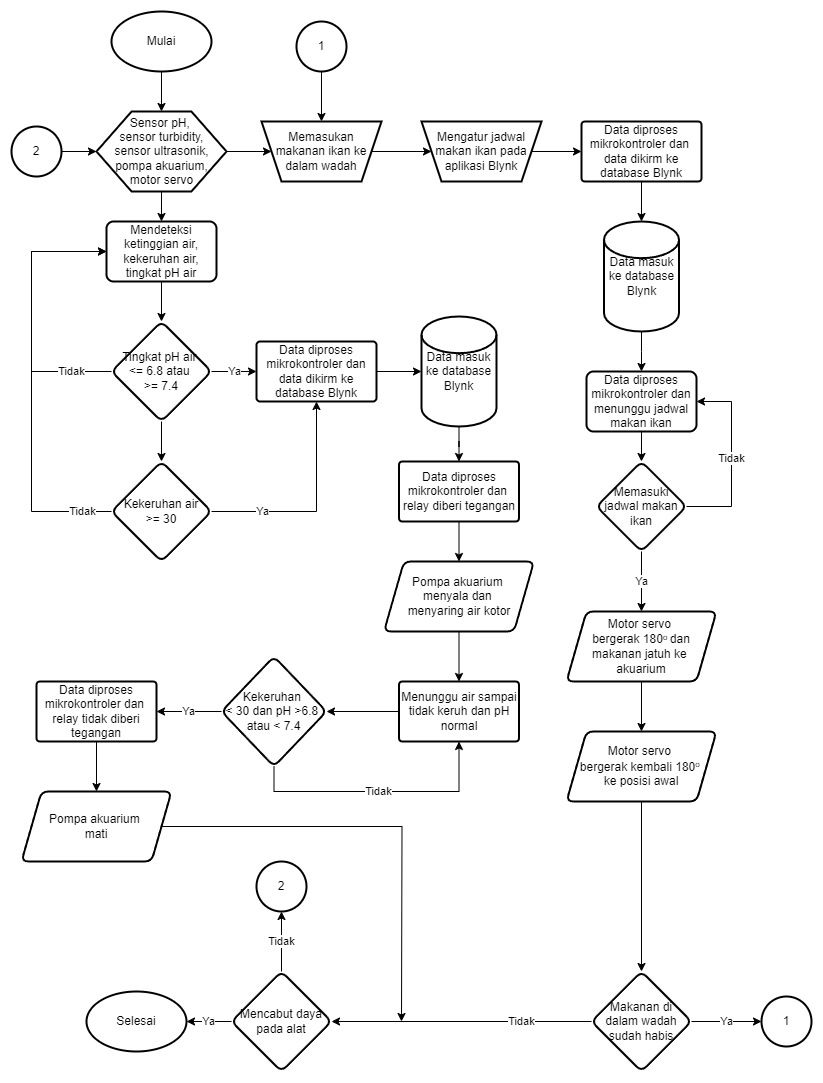 Mulai
1
2
Sensor pH,
sensor turbidity,
sensor ultrasonik,
pompa akuarium,
motor servo
Memasukan
makanan ikan ke
dalam wadah
Mengatur jadwal
makan ikan pada
aplikasi Blynk
Data diproses
mikrokontroler dan
data dikirm ke
database Blynk
Mendeteksi
ketinggian air,
kekeruhan air,
tingkat pH air
Data masuk
ke database
Blynk
Tingkat pH air
<= 6.8 atau
>= 7.4
Tidak
Ya
Data diproses
mikrokontroler dan
data dikirm ke
database Blynk
Data masuk
ke database
Blynk
Data diproses
mikrokontroler dan
menunggu jadwal
makan ikan
Tidak
Kekeruhan air
>= 30
Tidak
Ya
Data diproses
mikrokontroler dan
relay diberi tegangan
Memasuki
jadwal makan
ikan
Ya
Pompa akuarium
menyala dan
menyaring air kotor
Motor servo
bergerak 180º dan
makanan jatuh ke
akuarium
Data diproses
mikrokontroler dan
relay tidak diberi
tegangan
Ya
Kekeruhan
< 30 dan pH >6.8
atau < 7.4
Menunggu air sampai
tidak keruh dan pH
normal
Tidak
Motor servo
bergerak kembali 180º
ke posisi awal
Pompa akuarium
mati
2
Tidak
Selesai
Ya
Mencabut daya
pada alat
Tidak
Makanan di
dalam wadah
sudah habis
Ya
1